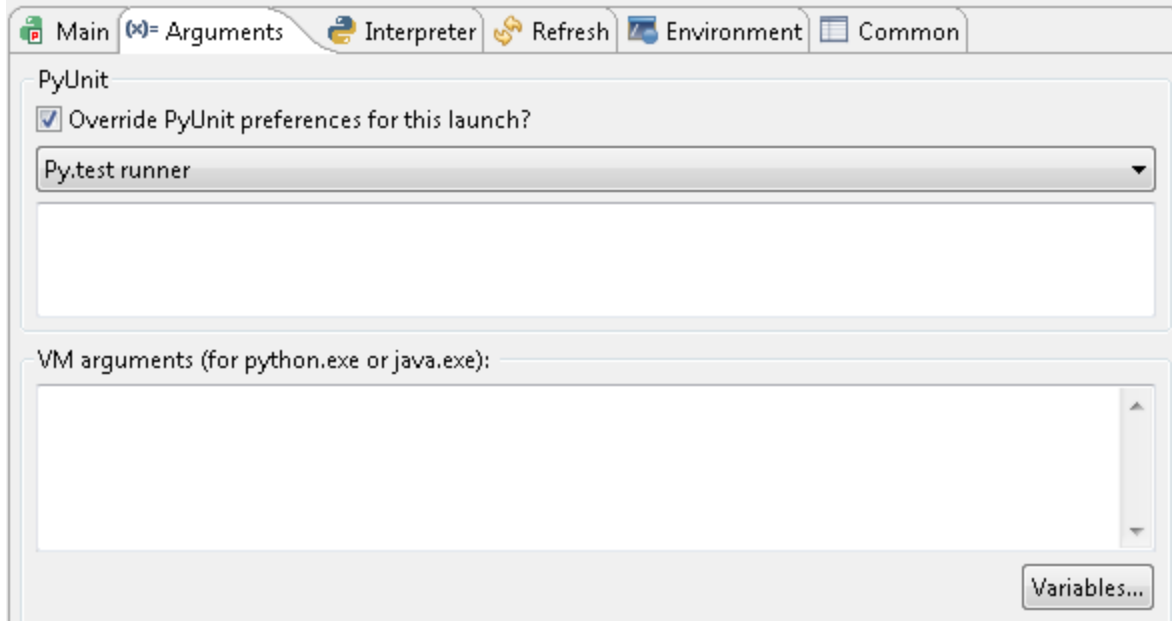 Main (x)= Arguments Interpreter Refresh Environment Common
PyUnit
Override PyUnit preferences for this launch?
Py.test runner
VM arguments (for python.exe or java.exe):
Variables...